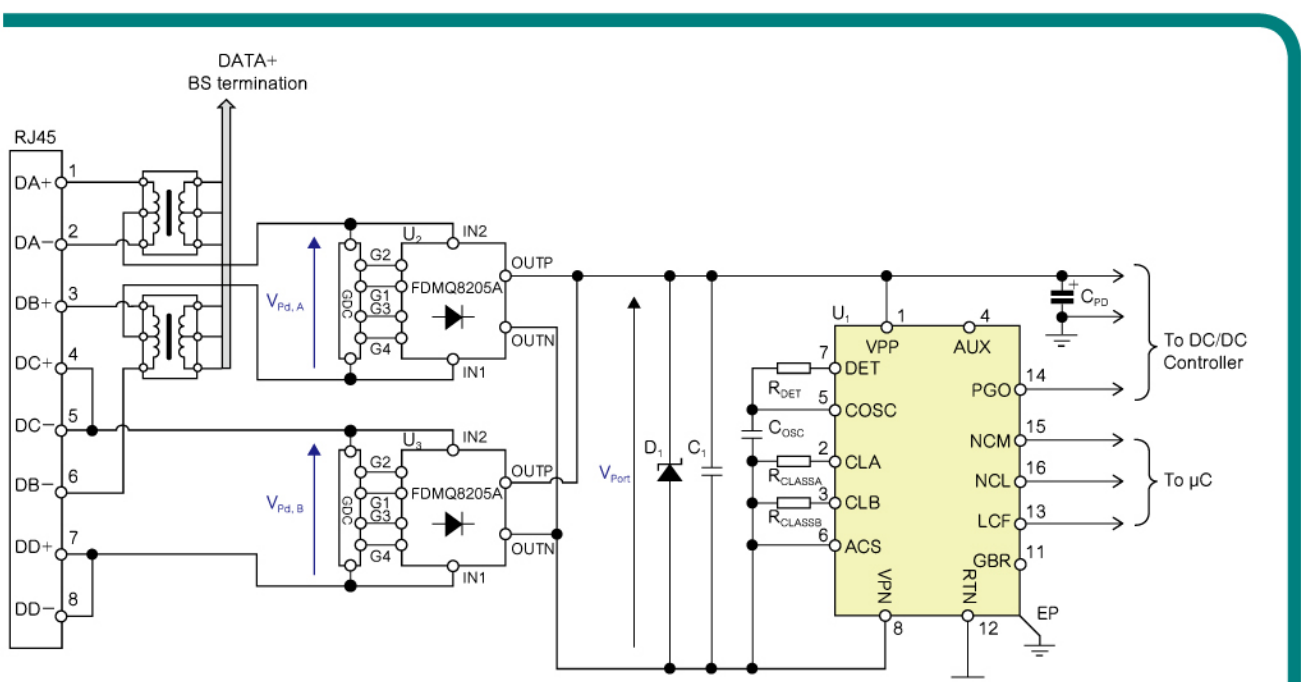 DATA+
BS termination
RJ45
DA+
1
DA−
2
DB+
3
DC+
4
DC−
5
DB−
6
DD+
7
DD−
8
V Pd, A
GDC
G2
G1
G3
G4
U2
IN2
FDMQ8205A
OUTP
OUTN
IN1
V Pd, B
GDC
G2
G1
G3
G4
U3
IN2
FDMQ8205A
OUTP
OUTN
IN1
V Port
D1
C1
RDET
COSC
RCLASSA
RCLASSB
U1
1
VPP
4
AUX
7
DET
5
COSC
2
CLA
3
CLB
6
ACS
VPN
8
RTN
12
EP
PGO
14
NCM
15
NCL
16
LCF
13
GBR
11
+
CPD
To DC/DC
Controller
To μC